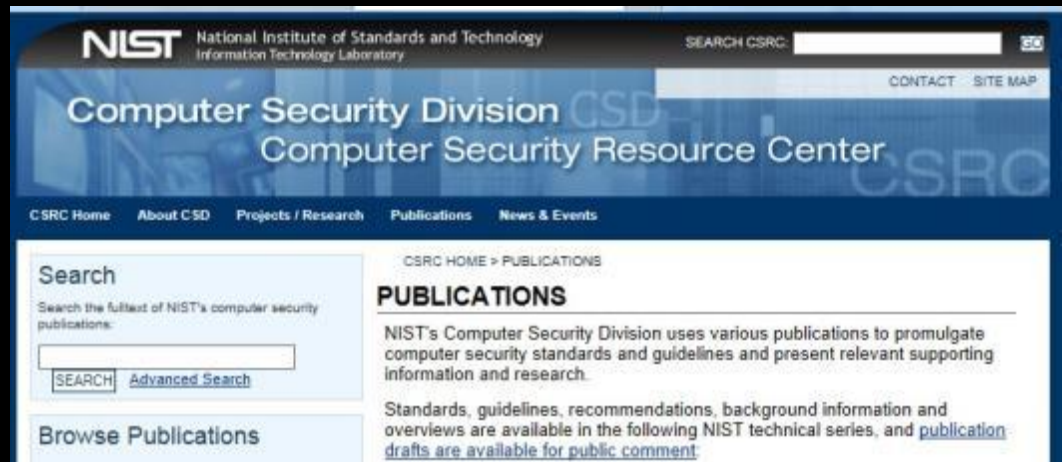 NIST
National Institute of Standards and Technology
Information Technology Laboratory
SEARCH CSRC:
GO
CONTACT SITE MAP
CSD
Computer Security Division
Computer Security Resource Center
CSRC
CSRC Home About CSD Projects / Research Publications News & Events
Search
Search the fulltext of NIST's computer security
publications:
SEARCH Advanced Search
Browse Publications
CSRC HOME > PUBLICATIONS
PUBLICATIONS
NIST's Computer Security Division uses various publications to promulgate
computer security standards and guidelines and present relevant supporting
information and research.
Standards, guidelines, recommendations, background information and
overviews are available in the following NIST technical series, and publication
drafts are available for public comment: